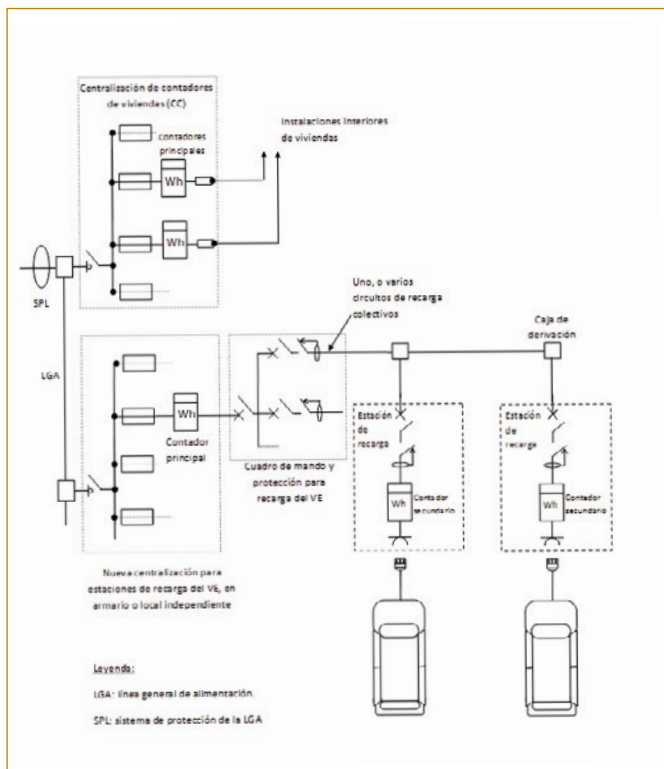 Centralización de contadores
de viviendas (CC)
Contadores
principales
Instalaciones interiores
de viviendas
Wh
Wh
SPL
Uno, o varios
circuitos de recarga
colectivos
Caja de
derivación
LGA
Wh
Contador
principal
Cuadro de mando y
protección para
recarga del VE
Estación
de
recarga
Wh
Contador
secundario
Estación
de
recarga
Wh
Contador
secundario
Nueva centralización para
estaciones de recarga del VE, en
armario o local independiente
Leyenda:
LGA: línea general de alimentación.
SPL: sistema de protección de la LGA